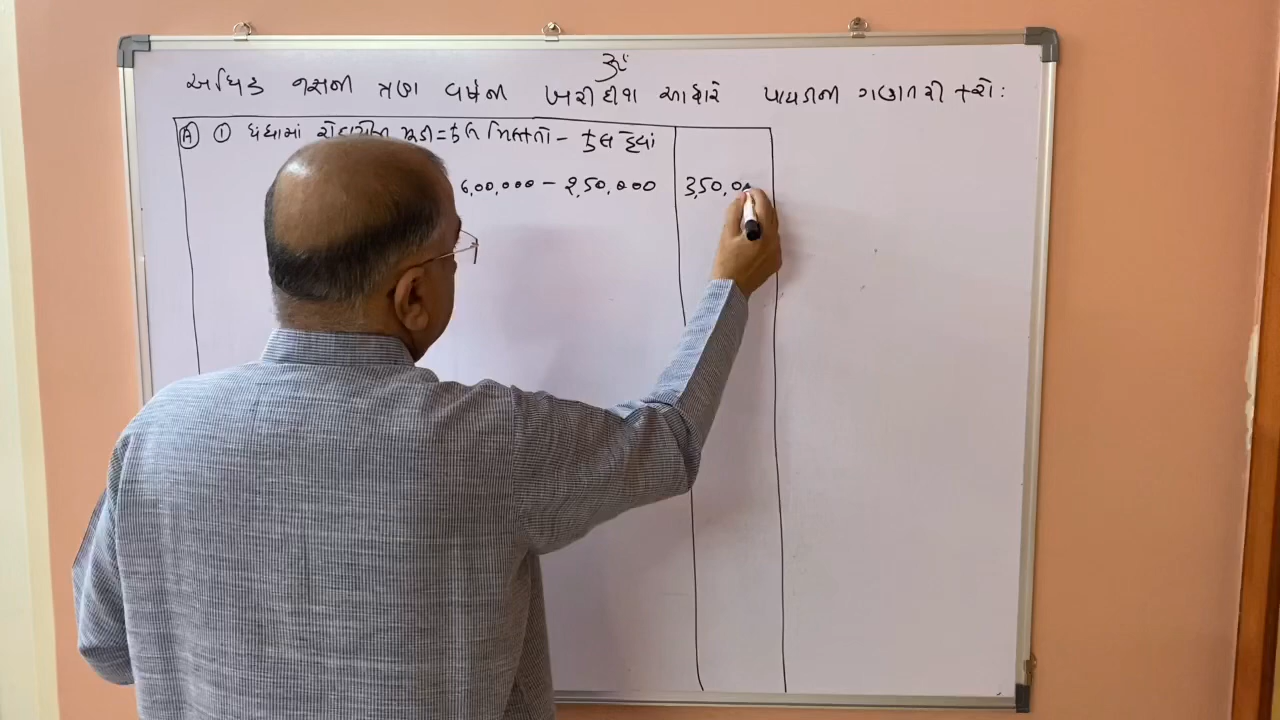 ૐ
અધિક નફાની ત્રણ વર્ષની ખરીદીના આધારે પાઘડીની ગણતરી કરો :
Ⓐ ① ધંધામાં રોકાયેલ મૂડી = કુલ મિલકતો - કુલ દેવાં
6,00,000 - 2,50,000 3,50,00